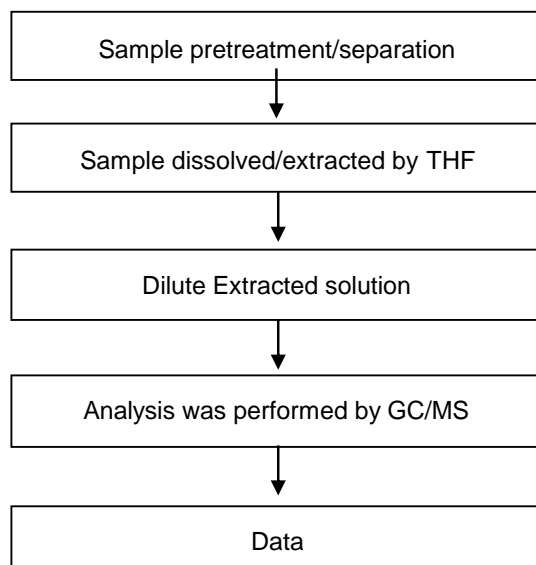 Sample pretreatment/separation
Sample dissolved/extracted by THF
Dilute Extracted solution
Analysis was performed by GC/MS
Data